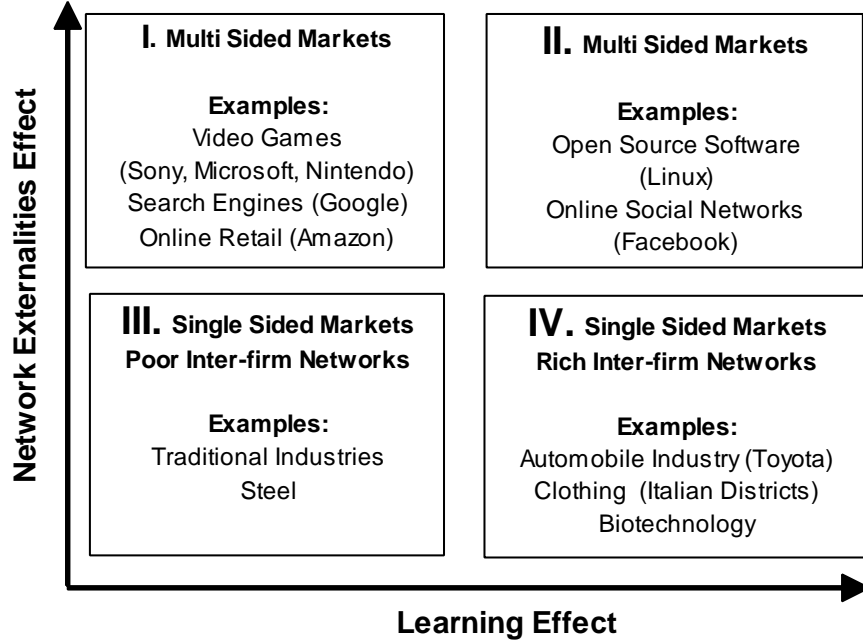 Network Externalities Effect
I. Multi Sided Markets
Examples:
Video Games
(Sony, Microsoft, Nintendo)
Search Engines (Google)
Online Retail (Amazon)
II. Multi Sided Markets
Examples:
Open Source Software
(Linux)
Online Social Networks
(Facebook)
III. Single Sided Markets
Poor Inter-firm Networks
Examples:
Traditional Industries
Steel
IV. Single Sided Markets
Rich Inter-firm Networks
Examples:
Automobile Industry (Toyota)
Clothing (Italian Districts)
Biotechnology
Learning Effect